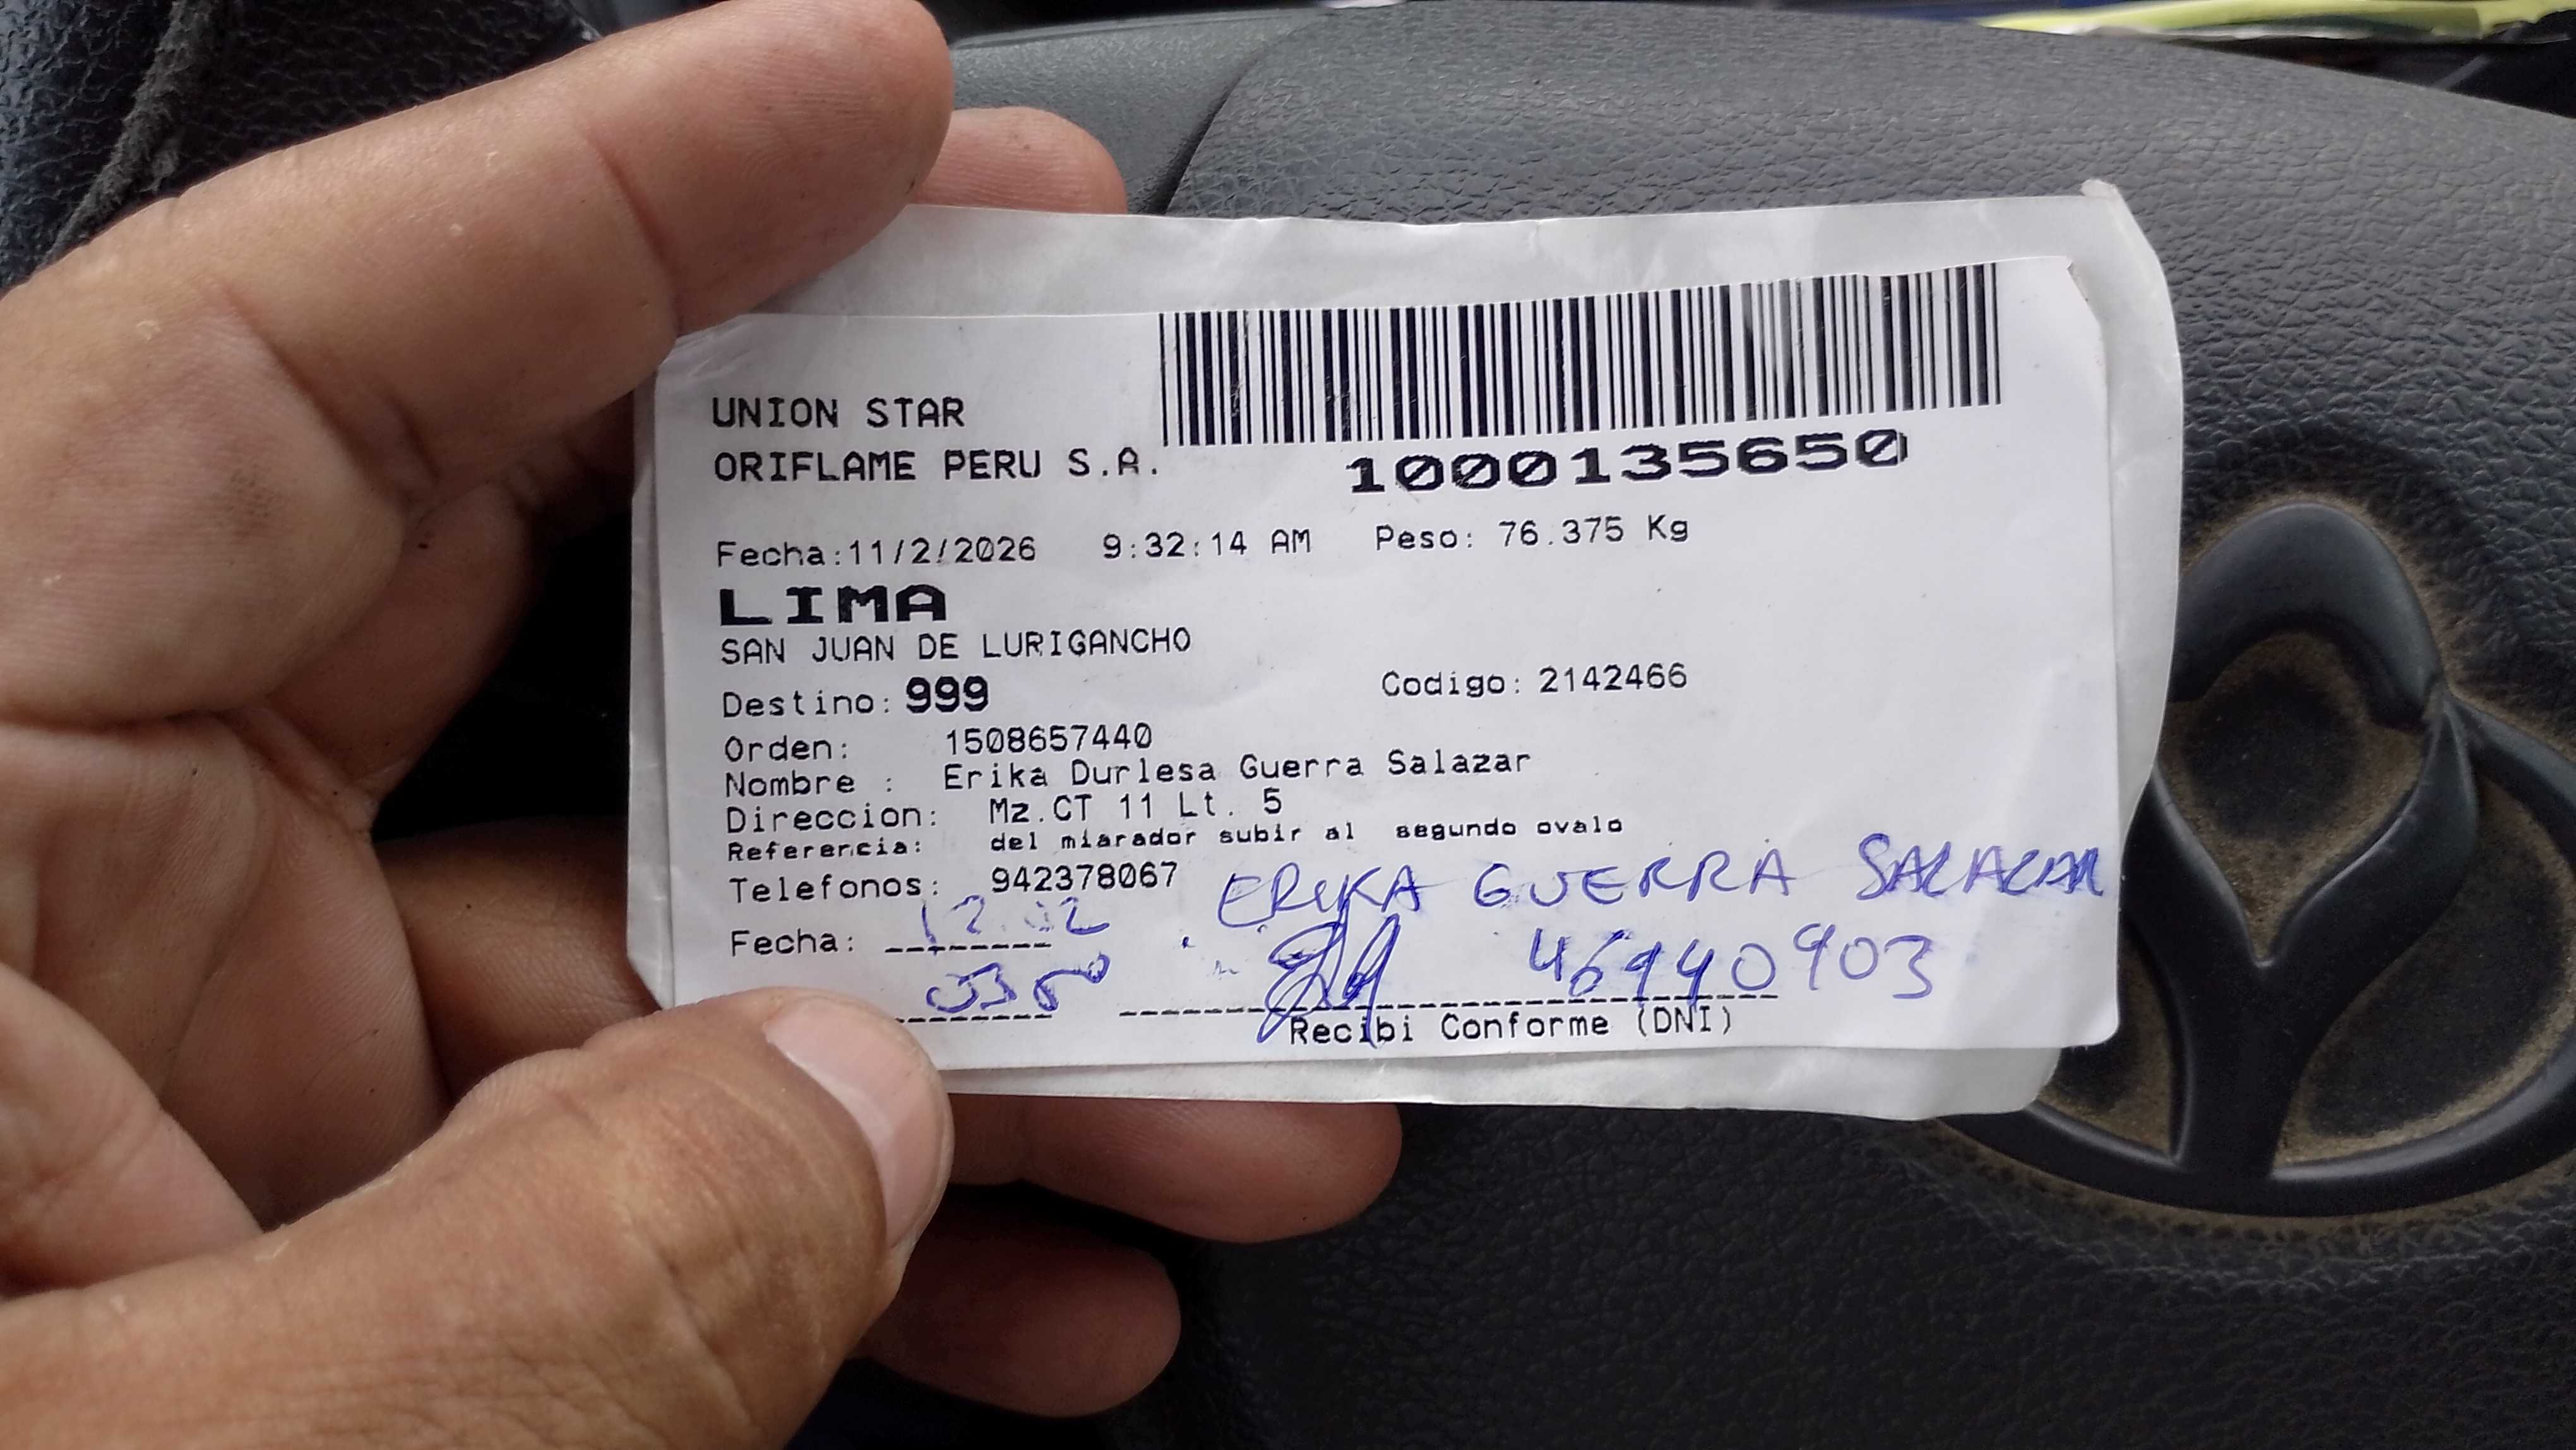 UNION STAR
ORIFLAME PERU S.A.
1000135650
Fecha:11/2/2026 9:32:14 AM Peso: 76.375 Kg
LIMA
SAN JUAN DE LURIGANCHO
Destino: 999 Codigo: 2142466
Orden: 1508657440
Nombre : Erika Durlesa Guerra Salazar
Direccion: Mz.CT 11 Lt. 5
Referencia: del miarador subir al segundo ovalo
Telefonos: 942378067
ERIKA GUERRA SALAZAR
Fecha: 12.02
46940903
Recibi Conforme (DNI)